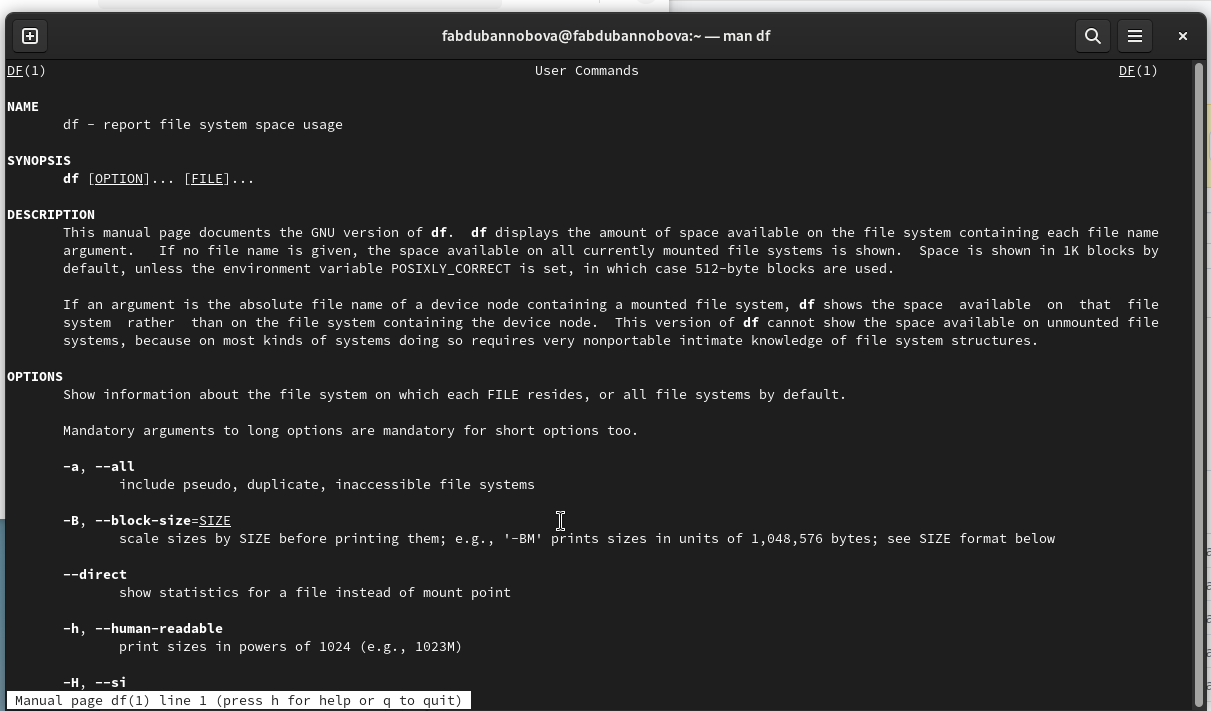 fabdubannobova@fabdubannobova:~ — man df
DF(1) User Commands DF(1)
NAME
df - report file system space usage
SYNOPSIS
df [OPTION]... [FILE]...
DESCRIPTION
This manual page documents the GNU version of df. df displays the amount of space available on the file system containing each file name
argument. If no file name is given, the space available on all currently mounted file systems is shown. Space is shown in 1K blocks by
default, unless the environment variable POSIXLY_CORRECT is set, in which case 512-byte blocks are used.
If an argument is the absolute file name of a device node containing a mounted file system, df shows the space available on that file
system rather than on the file system containing the device node. This version of df cannot show the space available on unmounted file
systems, because on most kinds of systems doing so requires very nonportable intimate knowledge of file system structures.
OPTIONS
Show information about the file system on which each FILE resides, or all file systems by default.
Mandatory arguments to long options are mandatory for short options too.
-a, --all
include pseudo, duplicate, inaccessible file systems
-B, --block-size=SIZE
scale sizes by SIZE before printing them; e.g., '-BM' prints sizes in units of 1,048,576 bytes; see SIZE format below
--direct
show statistics for a file instead of mount point
-h, --human-readable
print sizes in powers of 1024 (e.g., 1023M)
-H, --si
Manual page df(1) line 1 (press h for help or q to quit)